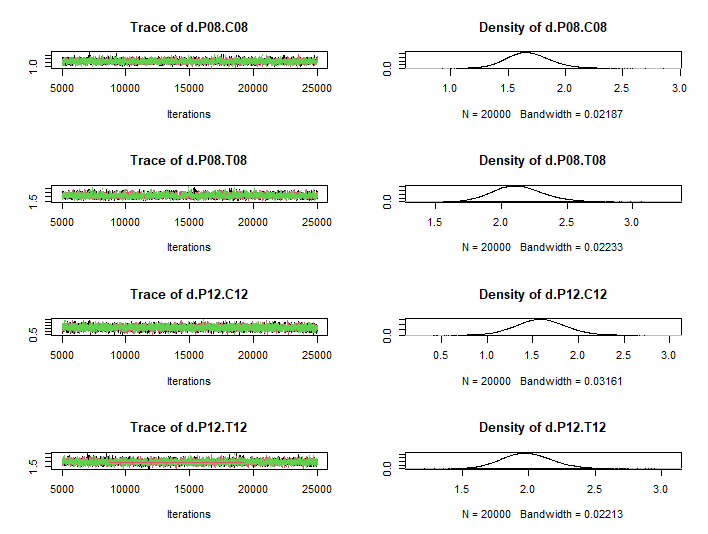 Trace of d.P08.C08
1.0
5000 10000 15000 20000 25000
Iterations
Density of d.P08.C08
0.0
1.0 1.5 2.0 2.5 3.0
N = 20000 Bandwidth = 0.02187
Trace of d.P08.T08
1.5
5000 10000 15000 20000 25000
Iterations
Density of d.P08.T08
0.0
1.5 2.0 2.5 3.0
N = 20000 Bandwidth = 0.02233
Trace of d.P12.C12
0.5
5000 10000 15000 20000 25000
Iterations
Density of d.P12.C12
0.0
0.5 1.0 1.5 2.0 2.5 3.0
N = 20000 Bandwidth = 0.03161
Trace of d.P12.T12
1.5
5000 10000 15000 20000 25000
Iterations
Density of d.P12.T12
0.0
1.5 2.0 2.5 3.0
N = 20000 Bandwidth = 0.02213